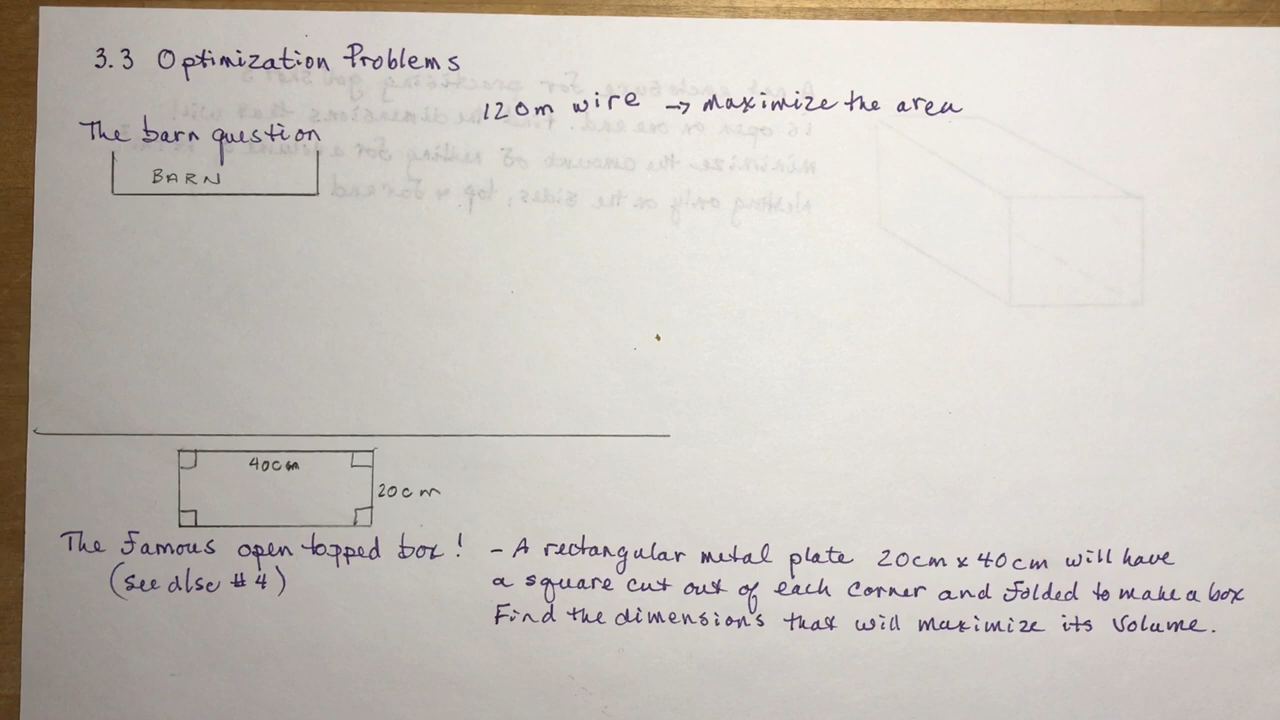 3.3 Optimization Problems
120m wire → maximize the area
The barn question
BARN
40cm
20cm
The famous open topped box!
(see also #4)
- A rectangular metal plate 20cm x 40cm will have
a square cut out of each corner and folded to make a box
Find the dimensions that will maximize its volume.